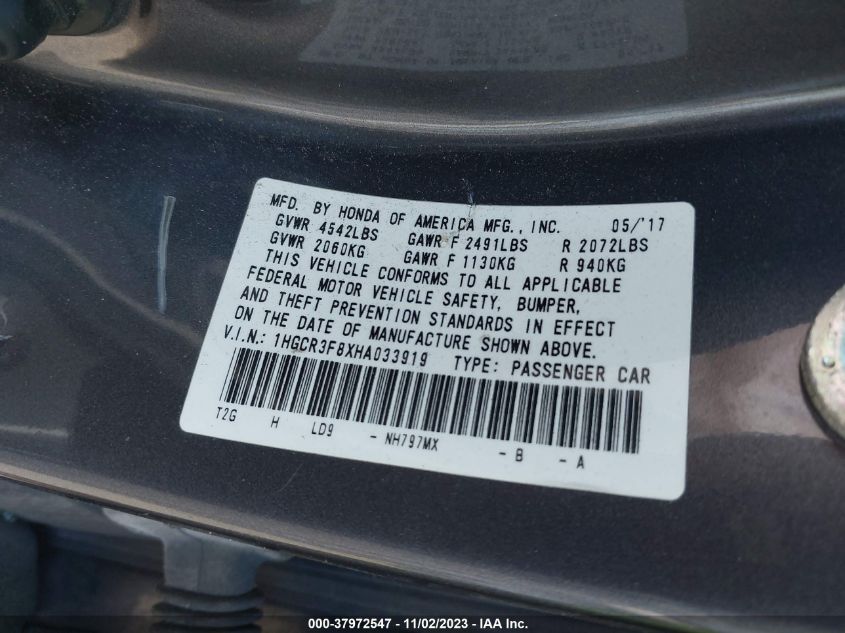 MFD. BY HONDA OF AMERICA MFG., INC. 05/'17
GVWR 4542LBS GAWR F 2491LBS R 2072LBS
GVWR 2060KG GAWR F 1130KG R 940KG
THIS VEHICLE CONFORMS TO ALL APPLICABLE
FEDERAL MOTOR VEHICLE SAFETY, BUMPER,
AND THEFT PREVENTION STANDARDS IN EFFECT
ON THE DATE OF MANUFACTURE SHOWN ABOVE.
V.I.N.: 1HGCR3F8XHA033919 TYPE: PASSENGER CAR
T2G H LD9 - NH797MX - B - A
000-37972547 - 11/02/2023 - IAA Inc.